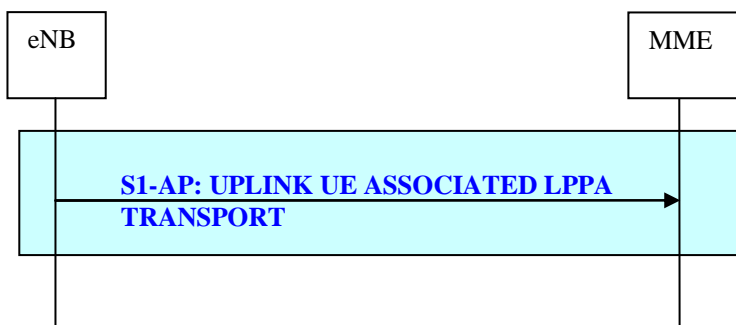 eNB
MME
S1-AP: UPLINK UE ASSOCIATED LPPA
TRANSPORT